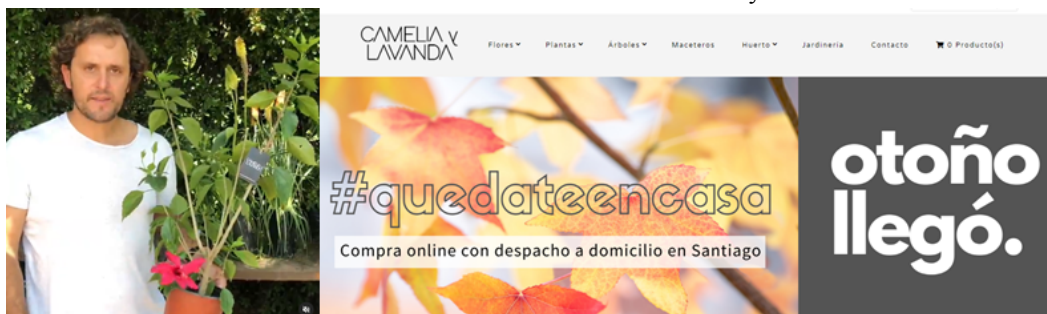 CAMELIA Y
LAVANDA
Flores
Plantas
Árboles
Maceteros
Huerto
Jardinería
Contacto
0 Producto(s)
#quedateencasa
Compra online con despacho a domicilio en Santiago
otoño
llegó.